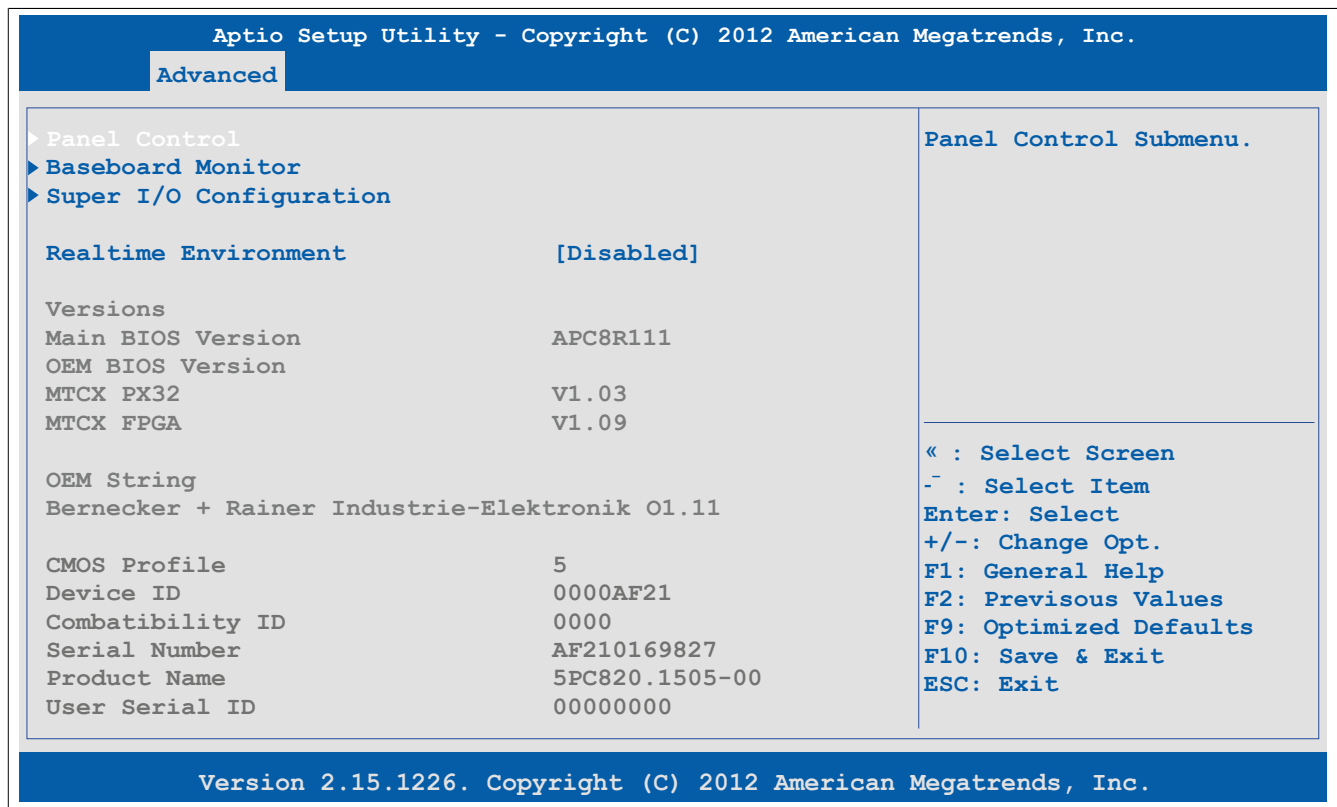 Aptio Setup Utility - Copyright (C) 2012 American Megatrends, Inc.
Advanced
Panel Control
Baseboard Monitor
Super I/O Configuration
Realtime Environment [Disabled]
Versions
Main BIOS Version APC8R111
OEM BIOS Version
MTCX PX32 V1.03
MTCX FPGA V1.09
OEM String
Bernecker + Rainer Industrie-Elektronik O1.11
CMOS Profile 5
Device ID 0000AF21
Combatibility ID 0000
Serial Number AF210169827
Product Name 5PC820.1505-00
User Serial ID 00000000
Panel Control Submenu.
« : Select Screen
-¯ : Select Item
Enter: Select
+/-: Change Opt.
F1: General Help
F2: Previsous Values
F9: Optimized Defaults
F10: Save & Exit
ESC: Exit
Version 2.15.1226. Copyright (C) 2012 American Megatrends, Inc.